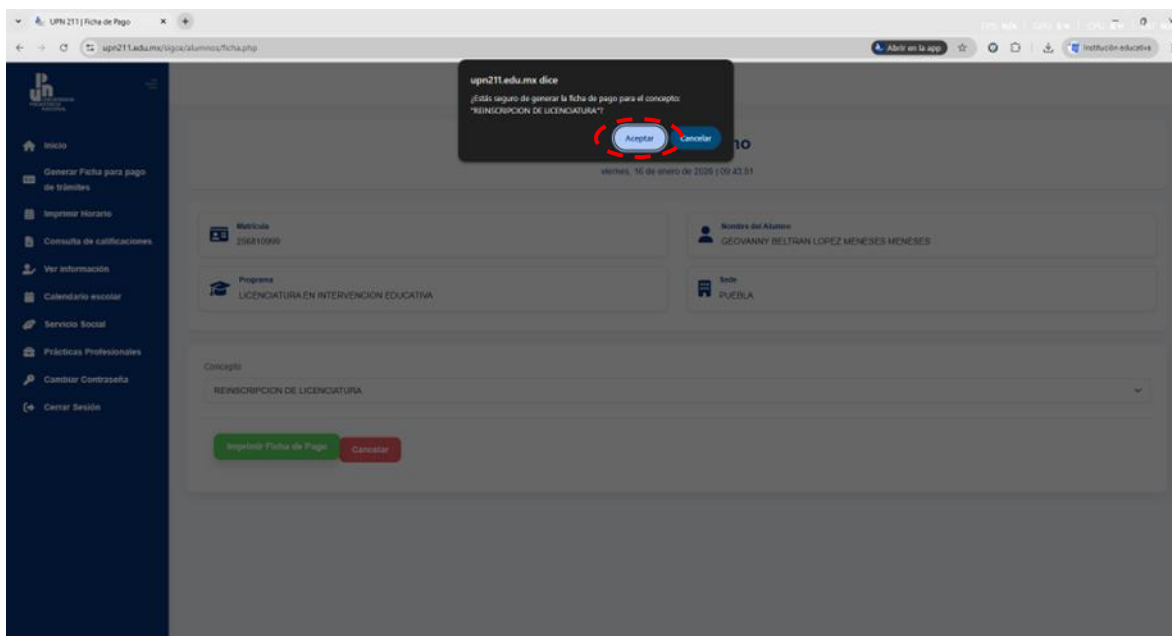 UPN 211 | Ficha de Pago
upn211.edu.mx/sigce/alumnos/ficha.php
Abrir en la app
Institución educativa
upn211.edu.mx dice
¿Estás seguro de generar la ficha de pago para el concepto:
"REINSCRIPCION DE LICENCIATURA"?
Aceptar
Cancelar
no
viernes, 16 de enero de 2026 | 09:43:51
Inicio
Generar Ficha para pago
de trámites
Imprimir Horario
Consulta de calificaciones
Ver información
Calendario escolar
Servicio Social
Prácticas Profesionales
Cambiar Contraseña
Cerrar Sesión
Matrícula
256810999
Nombre del Alumno
GEOVANNY BELTRAN LOPEZ MENESES MENESES
Programa
LICENCIATURA EN INTERVENCION EDUCATIVA
Sede
PUEBLA
Concepto
REINSCRIPCION DE LICENCIATURA
Imprimir Ficha de Pago
Cancelar